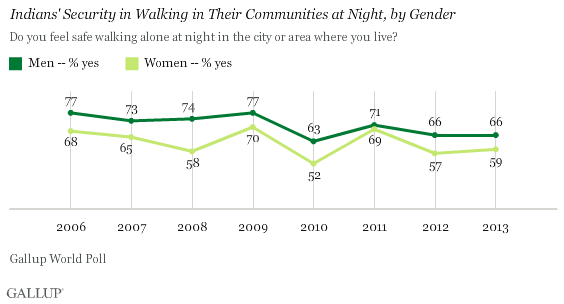 Indians' Security in Walking in Their Communities at Night, by Gender
Do you feel safe walking alone at night in the city or area where you live?
Men -- % yes Women -- % yes
77 73 74 77 63 71 66 66
68 65 58 70 52 69 57 59
2006 2007 2008 2009 2010 2011 2012 2013
Gallup World Poll
GALLUP®